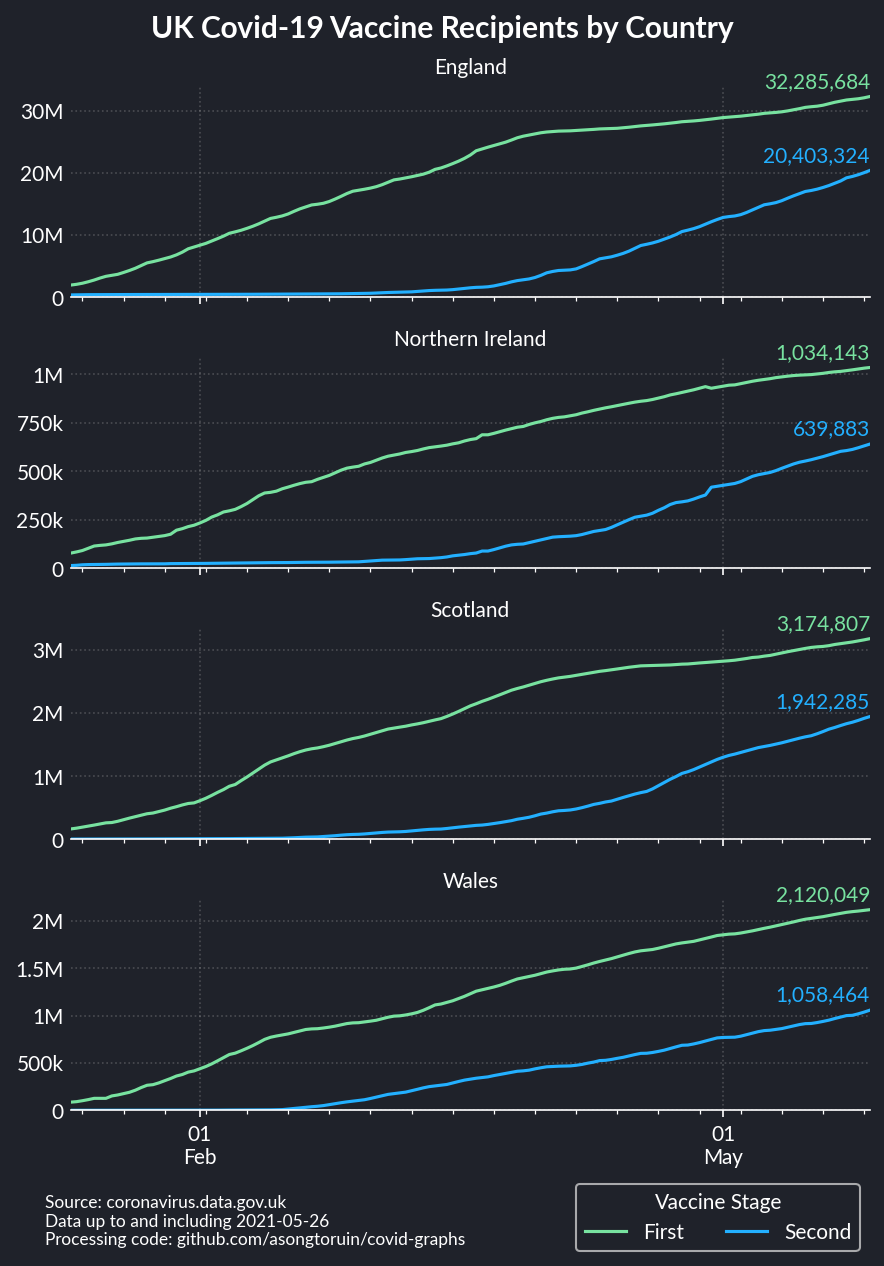 UK Covid-19 Vaccine Recipients by Country
England
32,285,684
30M
20,403,324
20M
10M
0
Northern Ireland
1,034,143
1M
750k
639,883
500k
250k
0
Scotland
3,174,807
3M
1,942,285
2M
1M
0
Wales
2,120,049
2M
1.5M
1,058,464
1M
500k
0
01 01
Feb May
Source: coronavirus.data.gov.uk
Data up to and including 2021-05-26
Processing code: github.com/asongtoruin/covid-graphs
Vaccine Stage
First Second